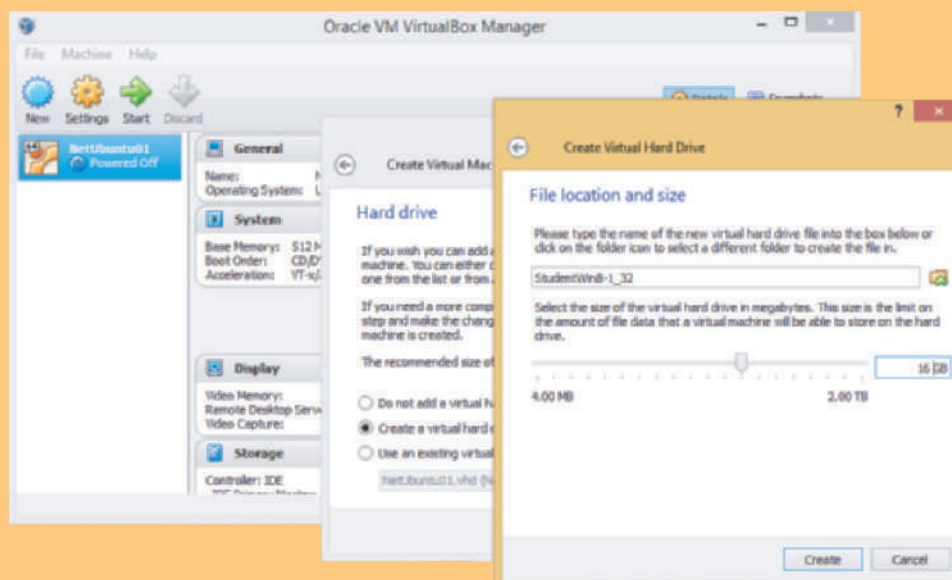 Oracle VM VirtualBox Manager
File Machine Help
New Settings Start Discard
Details Snapshots
NetUbuntu01
Powered Off
General
Name:
Operating System:
System
Base Memory: 512
Boot Order:
Acceleration:
Display
Video Memory:
Remote Desktop
Video Capture:
Storage
Controller: IDE
Create Virtual
Hard drive
If you wish you can add
machine. You can either
one from the list or from
If you need a more
step and make the
machine is created.
The recommended size of
Do not add a virtual
Create a virtual hard
Use an existing virtual
NetUbuntu01.vhd
?
Create Virtual Hard Drive
File location and size
Please type the name of the new virtual hard drive file into the box below or
click on the folder icon to select a different folder to create the file in.
StudentWin8-1_32
Select the size of the virtual hard drive in megabytes. This size is the limit on
the amount of file data that a virtual machine will be able to store on the hard
drive.
16 GB
4.00 MB 2.00 TB
Create Cancel